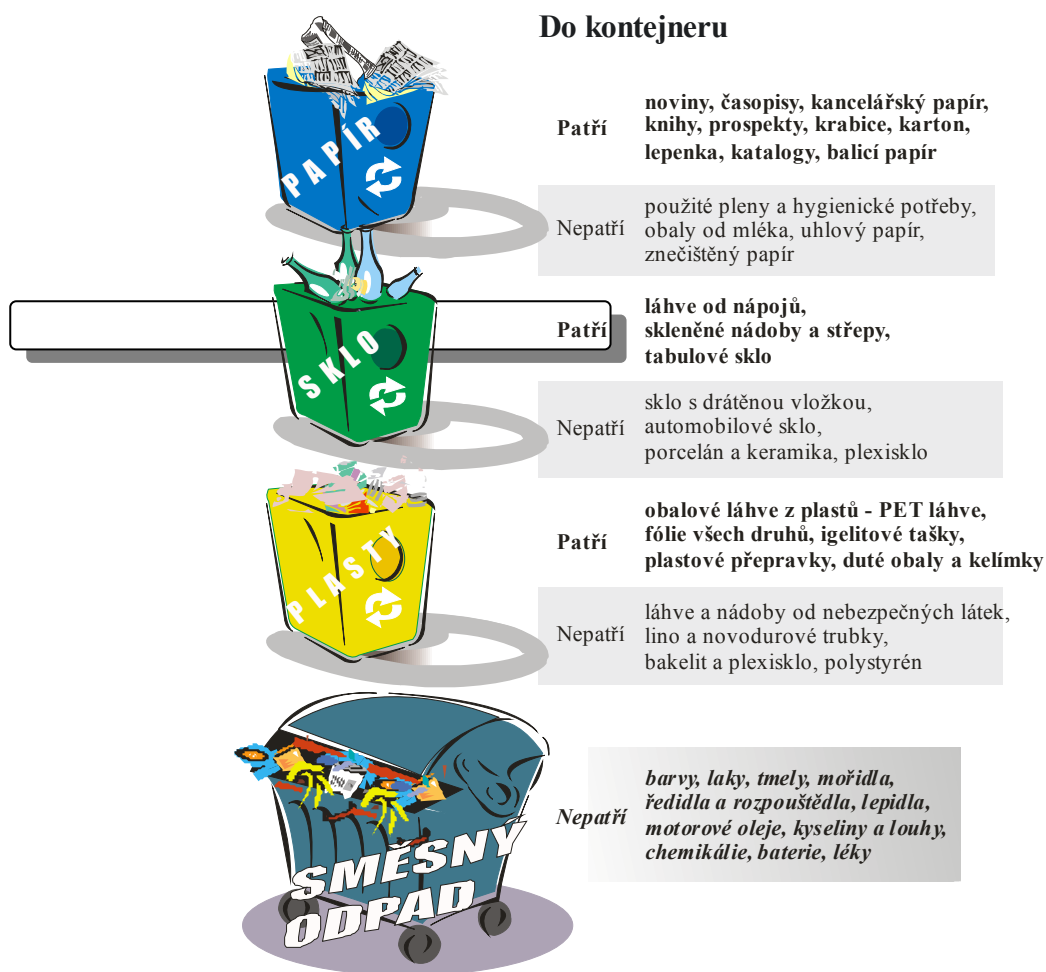 Do kontejneru
PAPÍR
Patří
noviny, časopisy, kancelářský papír,
knihy, prospekty, krabice, karton,
lepenka, katalogy, balicí papír
Nepatří
použité pleny a hygienické potřeby,
obaly od mléka, uhlový papír,
znečištěný papír
SKLO
Patří
láhve od nápojů,
skleněné nádoby a střepy,
tabulové sklo
Nepatří
sklo s drátěnou vložkou,
automobilové sklo,
porcelán a keramika, plexisklo
PLASTY
Patří
obalové láhve z plastů - PET láhve,
fólie všech druhů, igelitové tašky,
plastové přepravky, duté obaly a kelímky
Nepatří
láhve a nádoby od nebezpečných látek,
lino a novodurové trubky,
bakelit a plexisklo, polystyrén
SMĚSNÝ
ODPAD
Nepatří
barvy, laky, tmely, mořidla,
ředidla a rozpouštědla, lepidla,
motorové oleje, kyseliny a louhy,
chemikálie, baterie, léky